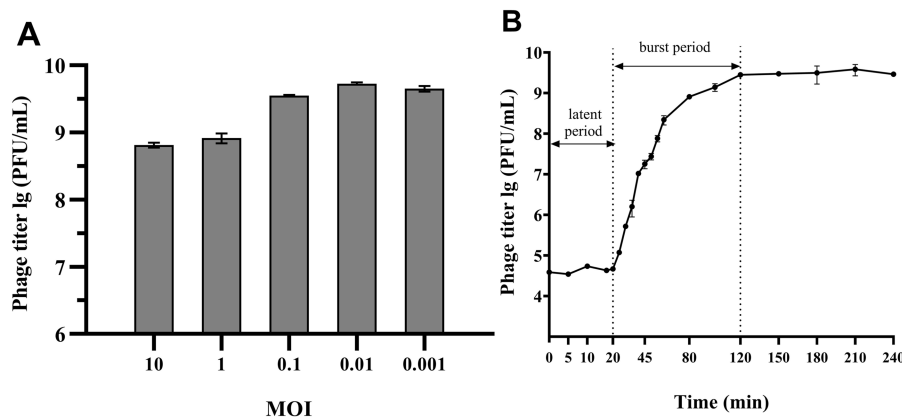 A
Phage titer lg (PFU/mL)
10
9
8
7
6
10 1 0.1 0.01 0.001
MOI
B
burst period
latent
period
Phage titer lg (PFU/mL)
10
9
8
7
6
5
4
0 5 10 20 45 80 120 150 180 210 240
Time (min)